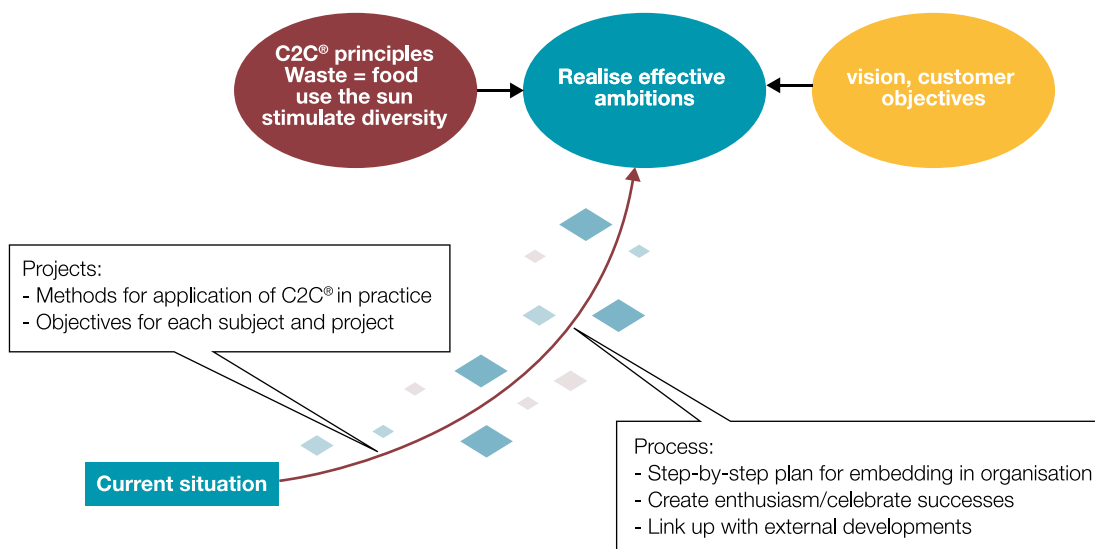 C2C® principles
Waste = food
use the sun
stimulate diversity
Realise effective
ambitions
vision, customer
objectives
Projects:
- Methods for application of C2C® in practice
- Objectives for each subject and project
Current situation
Process:
- Step-by-step plan for embedding in organisation
- Create enthusiasm/celebrate successes
- Link up with external developments